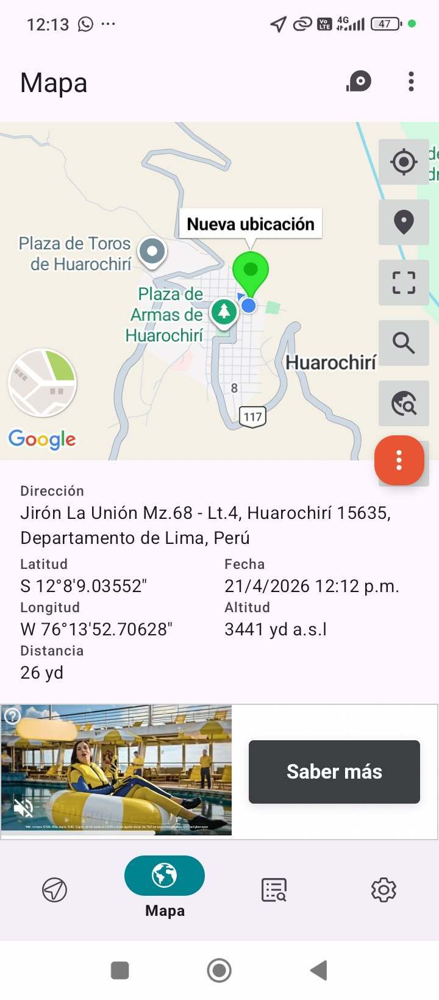 12:13
Vo
LTE
4G
47
Mapa
Nueva ubicación
Plaza de Toros
de Huarochirí
Plaza de
Armas de
Huarochirí
Huarochirí
8
117
Google
Dirección
Jirón La Unión Mz.68 - Lt.4, Huarochirí 15635,
Departamento de Lima, Perú
Latitud
S 12°8'9.03552"
Fecha
21/4/2026 12:12 p.m.
Longitud
W 76°13'52.70628"
Altitud
3441 yd a.s.l
Distancia
26 yd
Saber más
Mapa